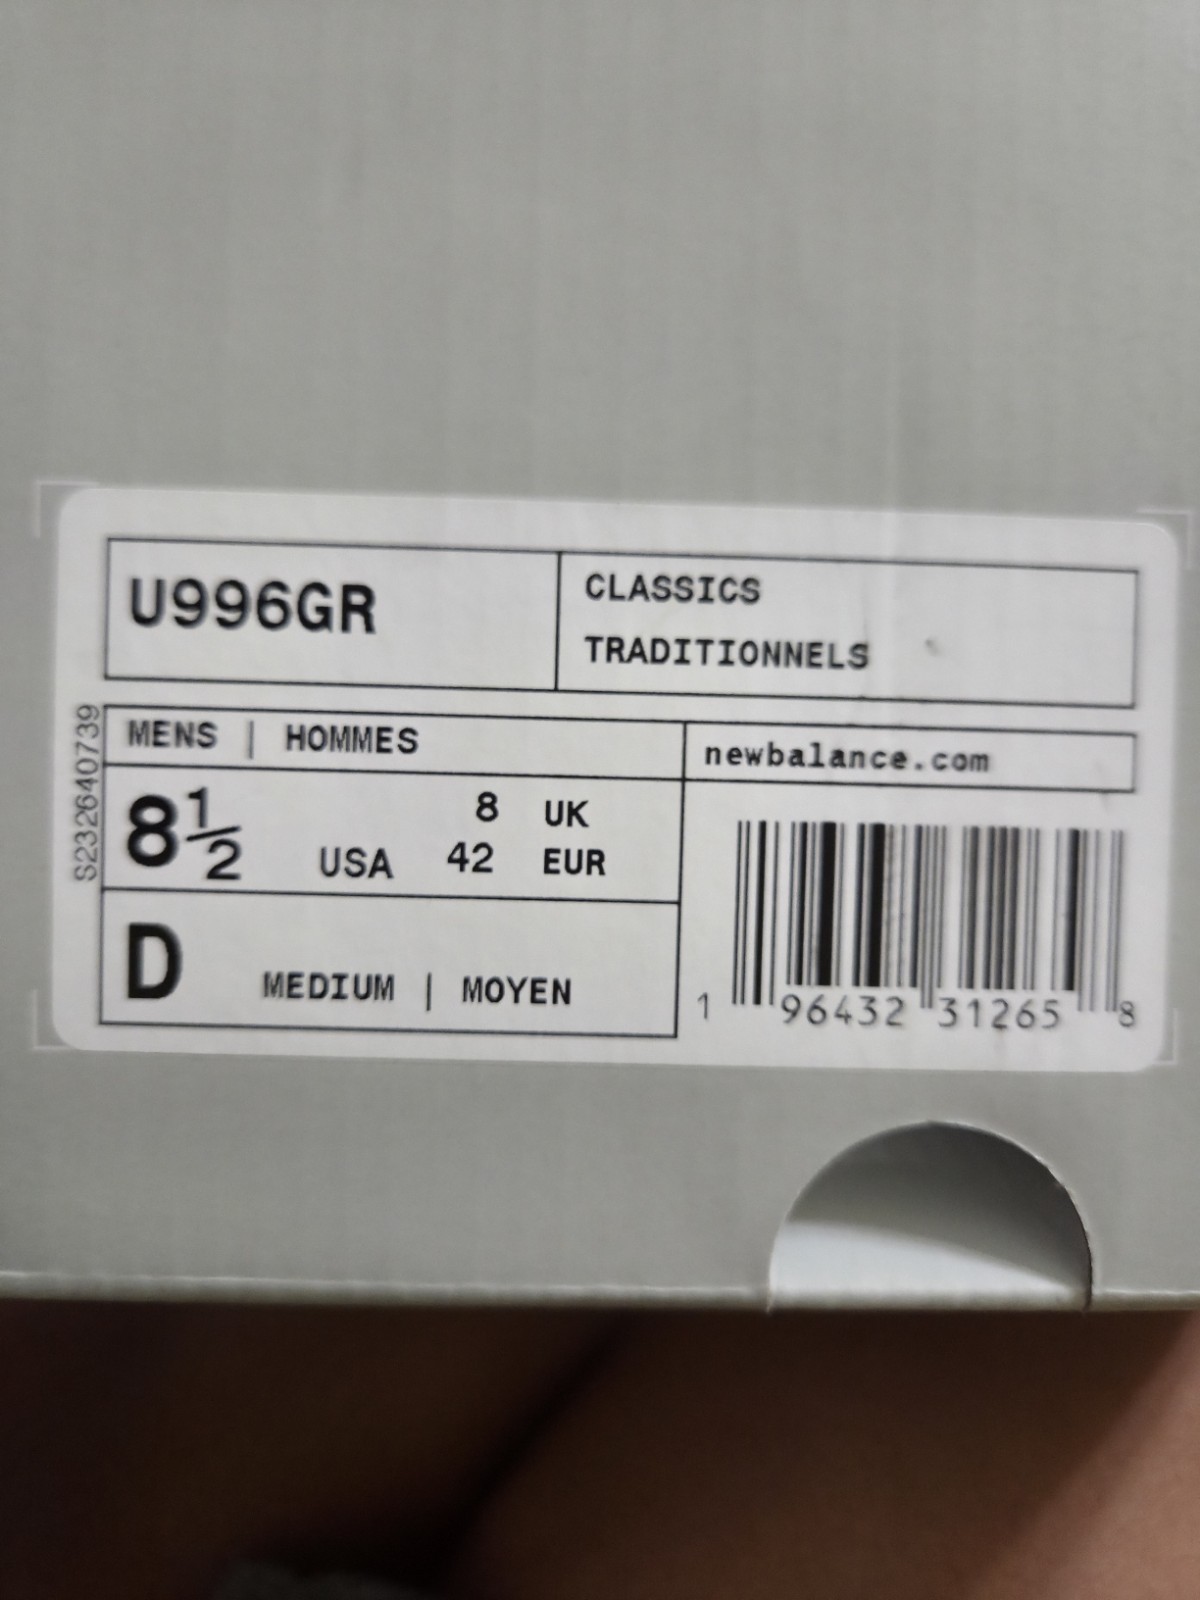 U996GR
CLASSICS
TRADITIONNELS
S232640739
MENS | HOMMES
newbalance.com
8½ USA
8 UK
42 EUR
D MEDIUM | MOYEN
1 96432 31265 8